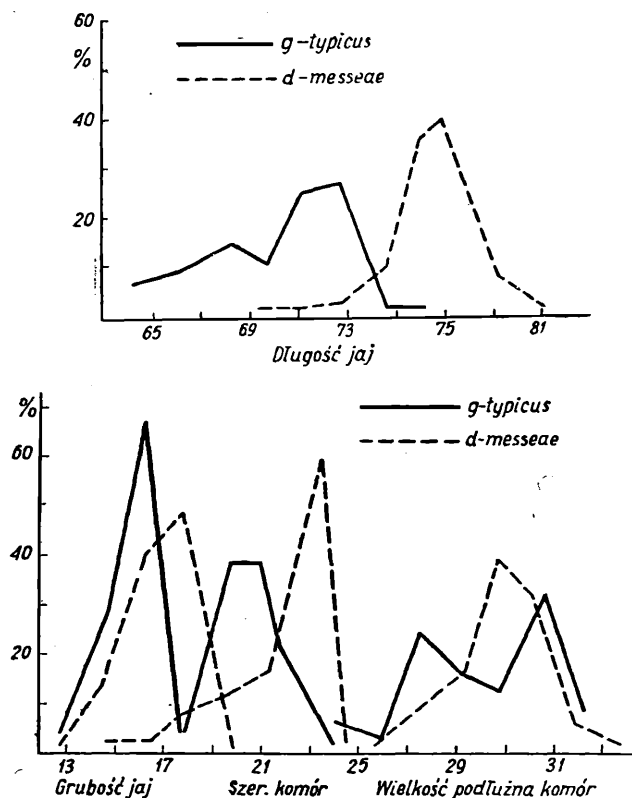 60
%
g-typicus
d-messeae
40
20
65 69 73 75 81
Długość jaj
%
g-typicus
d-messeae
60
40
20
13 17 21 25 29 31
Grubość jaj Szer. komór Wielkość podłużna komór